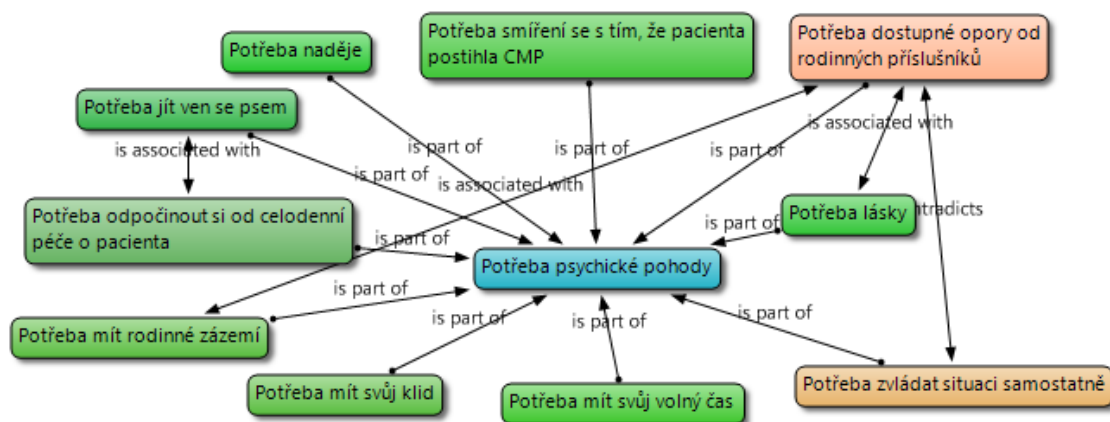 Potřeba naděje
Potřeba smíření se s tím, že pacienta
postihla CMP
Potřeba dostupné opory od
rodinných příslušníků
Potřeba jít ven se psem
is associated with
is part of
is part of
is part of
is associated with
is part of
is associated with
Potřeba odpočinout si od celodenní
péče o pacienta
Potřeba lásky
ntradicts
is part of
is part of
Potřeba psychické pohody
is part of
is part of
is part of
is part of
Potřeba mít rodinné zázemí
Potřeba mít svůj klid
Potřeba mít svůj volný čas
Potřeba zvládat situaci samostatně